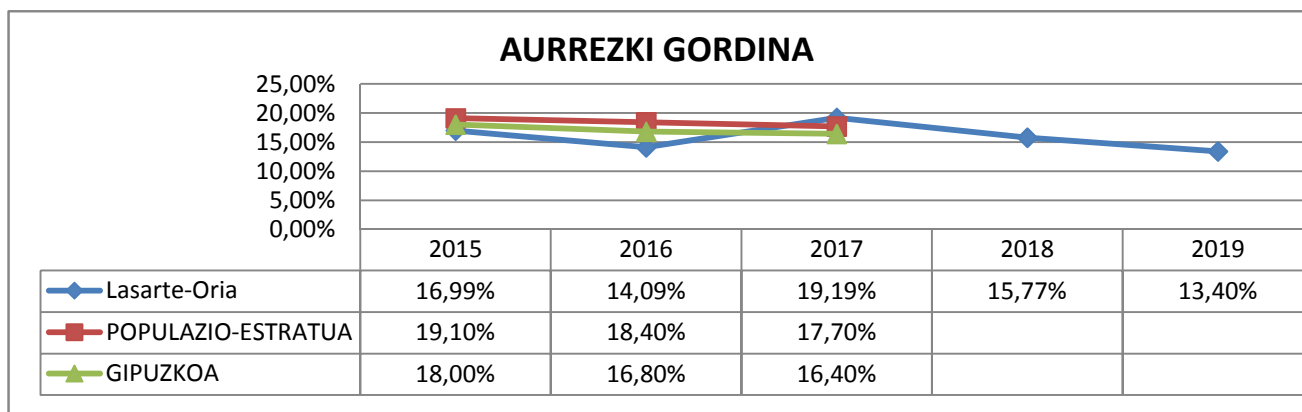 AURREZKI GORDINA
25,00%
20,00%
15,00%
10,00%
5,00%
0,00%
2015 2016 2017 2018 2019
Lasarte-Oria 16,99% 14,09% 19,19% 15,77% 13,40%
POPULAZIO-ESTRATUA 19,10% 18,40% 17,70%
GIPUZKOA 18,00% 16,80% 16,40%